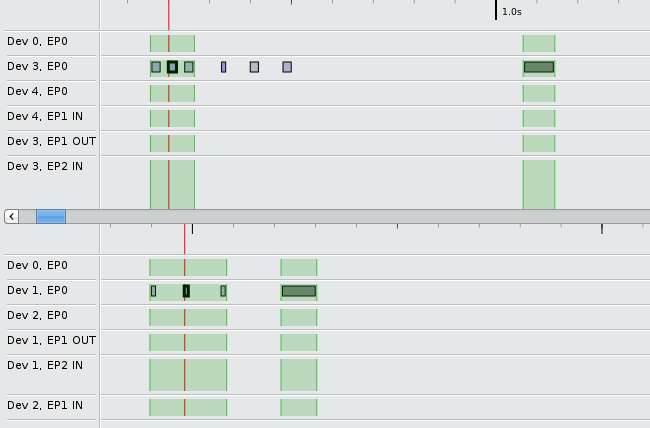 1.0s
Dev 0, EP0
Dev 3, EP0
Dev 4, EP0
Dev 4, EP1 IN
Dev 3, EP1 OUT
Dev 3, EP2 IN
Dev 0, EP0
Dev 1, EP0
Dev 2, EP0
Dev 1, EP1 OUT
Dev 1, EP2 IN
Dev 2, EP1 IN